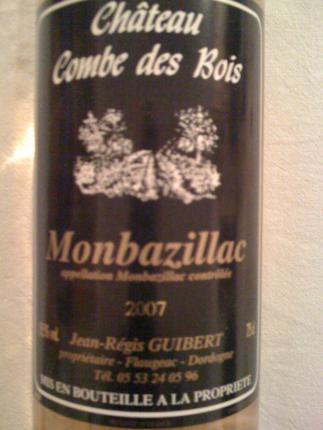 Château
Combe des Bois
Monbazillac
appellation Monbazillac contrôlée
2007
Jean-Régis GUIBERT 75cl
propriétaire - Flaugeac - Dordogne
Tél. 05 53 24 05 96
MIS EN BOUTEILLE A LA PROPRIETE